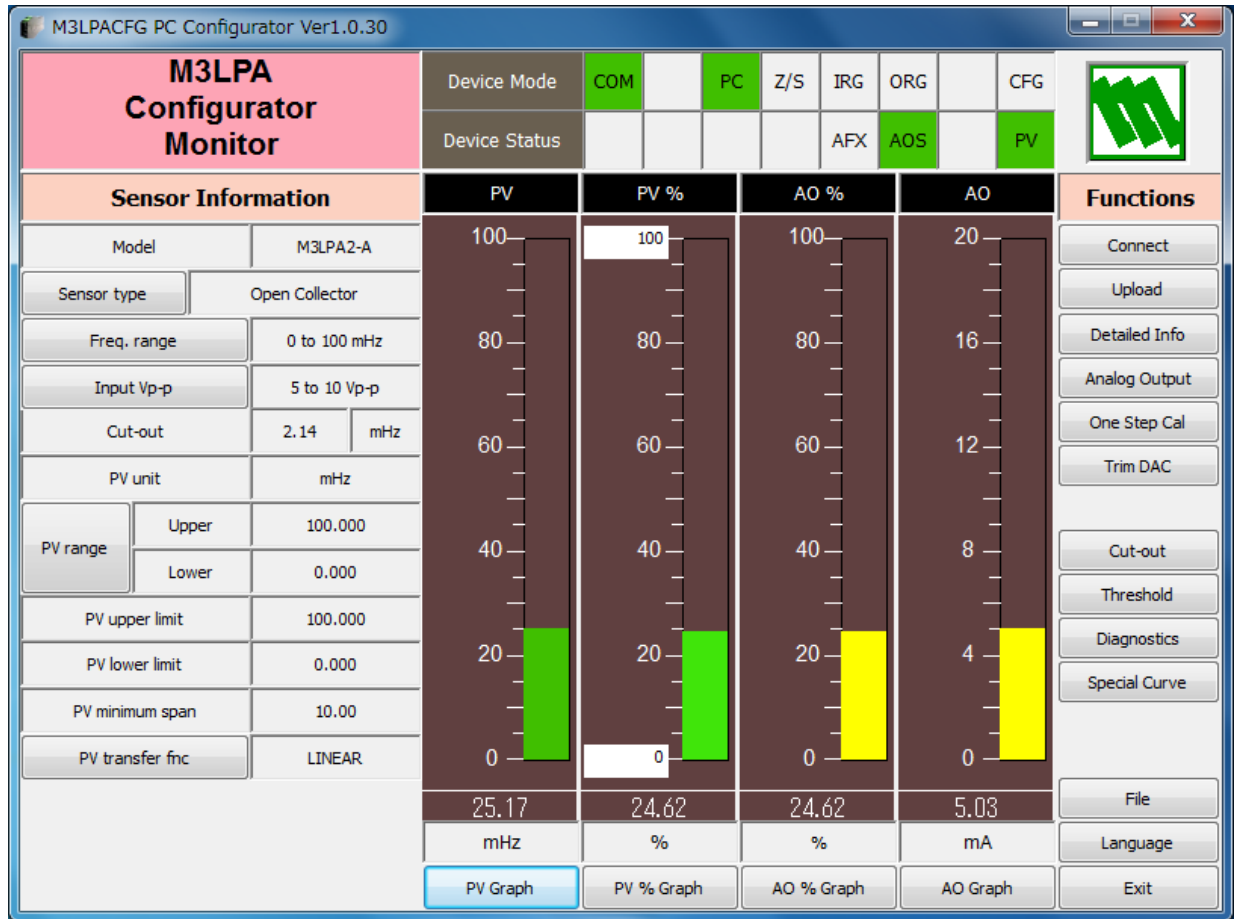 M3LPACFG PC Configurator Ver1.0.30
M3LPA
Configurator
Monitor
Device Mode COM PC Z/S IRG ORG CFG
Device Status AFX AOS PV
Sensor Information
Model M3LPA2-A
Sensor type Open Collector
Freq. range 0 to 100 mHz
Input Vp-p 5 to 10 Vp-p
Cut-out 2.14 mHz
PV unit mHz
PV range
Upper 100.000
Lower 0.000
PV upper limit 100.000
PV lower limit 0.000
PV minimum span 10.00
PV transfer fnc LINEAR
PV PV % AO % AO
100 100 100 20
80 80 80 16
60 60 60 12
40 40 40 8
20 20 20 4
0 0 0 0
25.17 24.62 24.62 5.03
mHz % % mA
PV Graph PV % Graph AO % Graph AO Graph
Functions
Connect
Upload
Detailed Info
Analog Output
One Step Cal
Trim DAC
Cut-out
Threshold
Diagnostics
Special Curve
File
Language
Exit